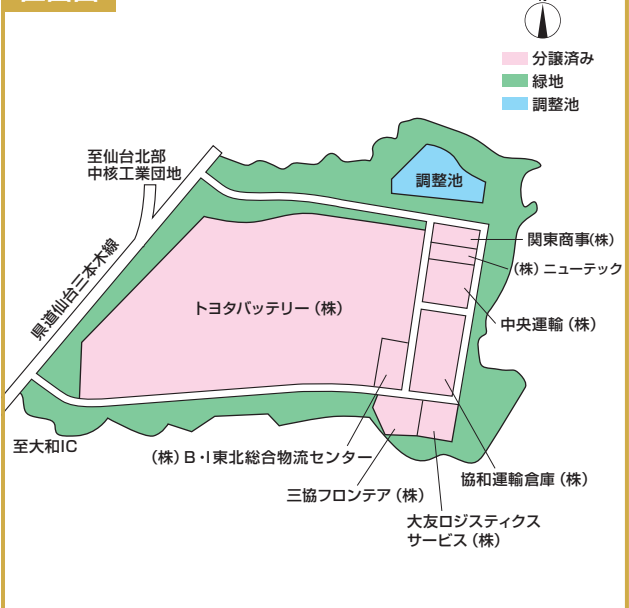 分譲済み
緑地
調整池
至仙台北部
中核工業団地
調整池
関東商事(株)
(株)ニューテック
県道仙台三本木線
トヨタバッテリー(株)
中央運輸(株)
至大和IC
(株)B・I東北総合物流センター
協和運輸倉庫(株)
三協フロンテア(株)
大友ロジスティクス
サービス(株)